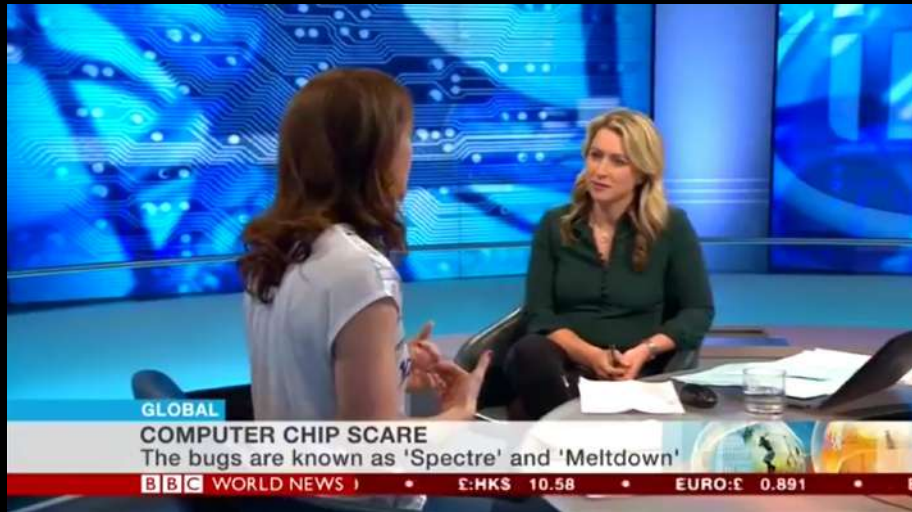 GLOBAL
COMPUTER CHIP SCARE
The bugs are known as 'Spectre' and 'Meltdown'
BBC WORLD NEWS
£:HK$ 10.58 • EURO:£ 0.891 •